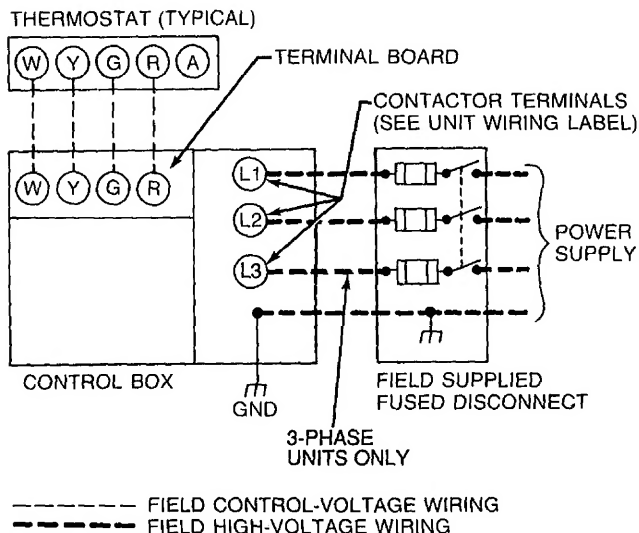 THERMOSTAT (TYPICAL)
W Y G R A
TERMINAL BOARD
CONTACTOR TERMINALS
(SEE UNIT WIRING LABEL)
W Y G R
L1
L2
L3
POWER
SUPPLY
CONTROL BOX
GND
FIELD SUPPLIED
FUSED DISCONNECT
3-PHASE
UNITS ONLY
FIELD CONTROL-VOLTAGE WIRING
FIELD HIGH-VOLTAGE WIRING